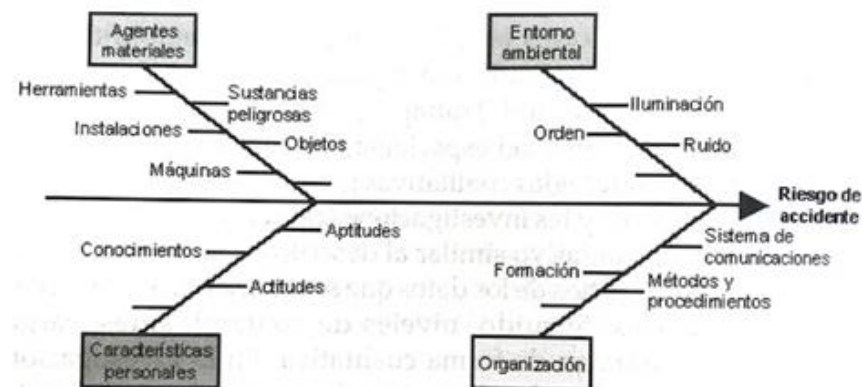 Agentes
materiales
Entorno
ambiental
Herramientas
Sustancias
peligrosas
Instalaciones
Objetos
Máquinas
Iluminación
Orden
Ruido
Riesgo de
accidente
Aptitudes
Conocimientos
Actitudes
Sistema de
comunicaciones
Formación
Métodos y
procedimientos
Características
personales
Organización